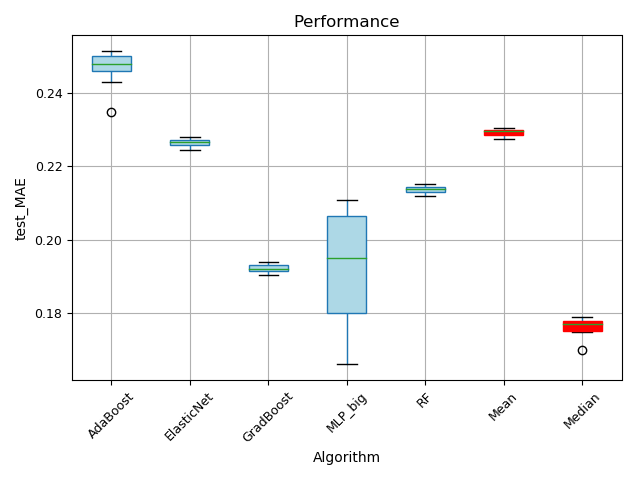 Performance
test_MAE
0.24
0.22
0.20
0.18
AdaBoost
ElasticNet
GradBoost
MLP_big
RF
Mean
Median
Algorithm